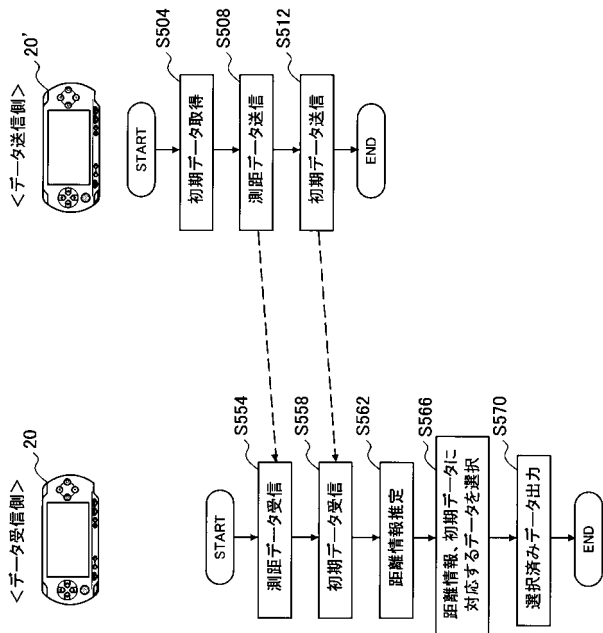 <データ受信側>
20
START
測距データ受信
S554
初期データ受信
S558
距離情報推定
S562
距離情報、初期データに
対応するデータを選択
S566
選択済みデータ出力
S570
END
<データ送信側>
20'
START
初期データ取得
S504
測距データ送信
S508
初期データ送信
S512
END